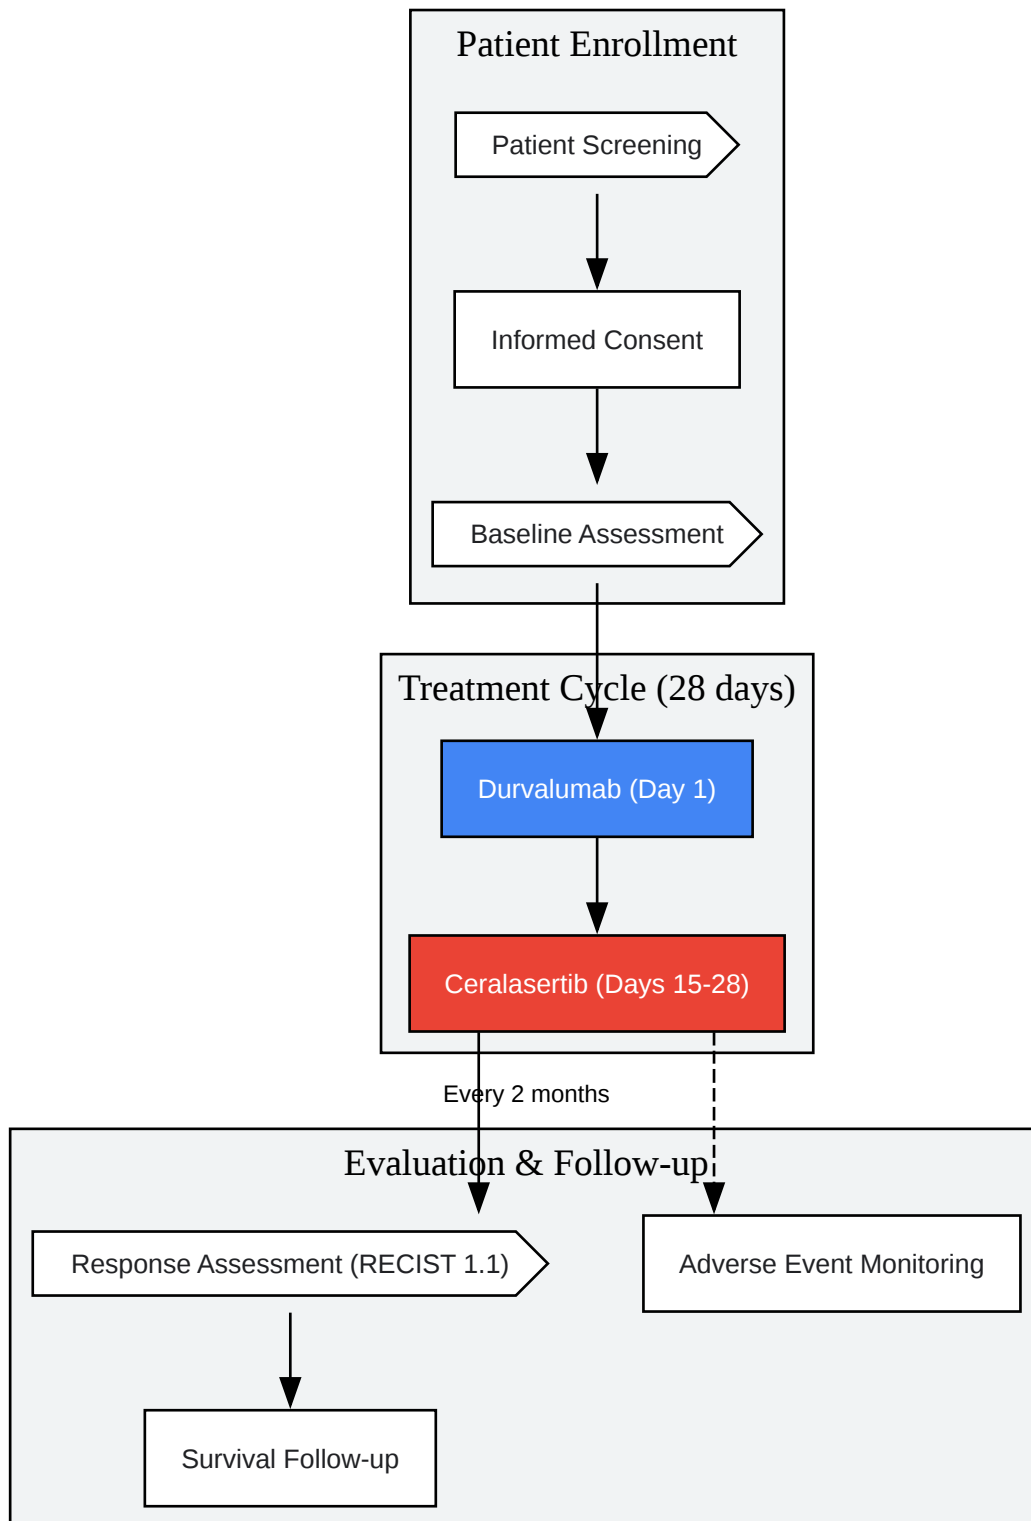 Patient Enrollment
Patient Screening
Informed Consent
Baseline Assessment
Treatment Cycle (28 days)
Durvalumab (Day 1)
Ceralasertib (Days 15-28)
Every 2 months
Evaluation & Follow-up
Response Assessment (RECIST 1.1)
Adverse Event Monitoring
Survival Follow-up